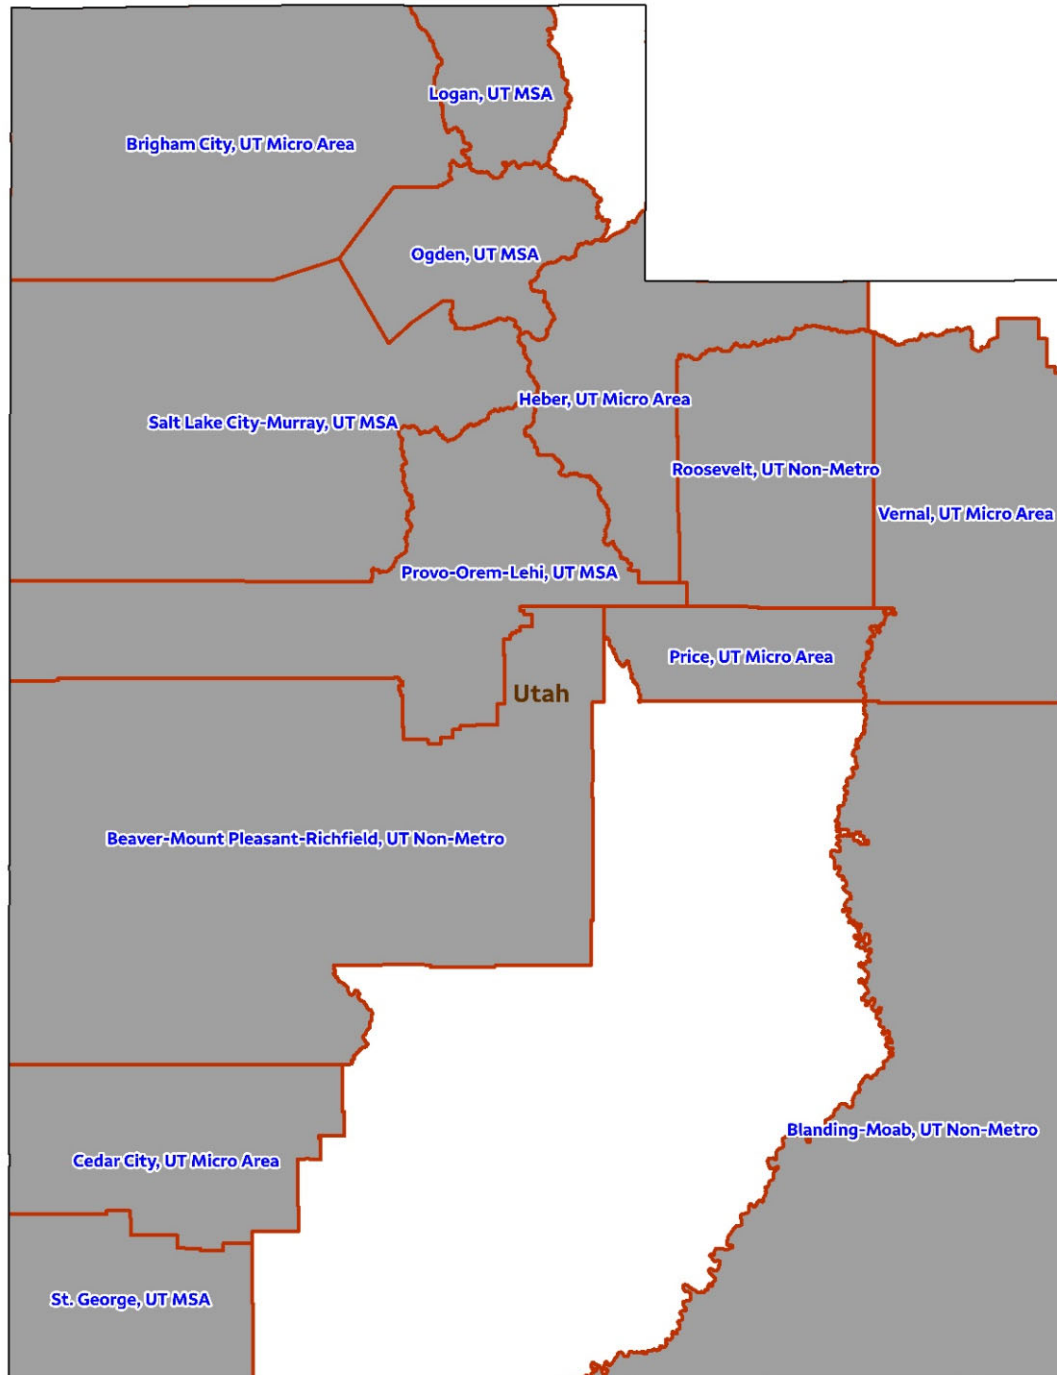 Logan, UT MSA
Brigham City, UT Micro Area
Ogden, UT MSA
Heber, UT Micro Area
Salt Lake City-Murray, UT MSA
Roosevelt, UT Non-Metro
Vernal, UT Micro Area
Provo-Orem-Lehi, UT MSA
Price, UT Micro Area
Utah
Beaver-Mount Pleasant-Richfield, UT Non-Metro
Blanding-Moab, UT Non-Metro
Cedar City, UT Micro Area
St. George, UT MSA